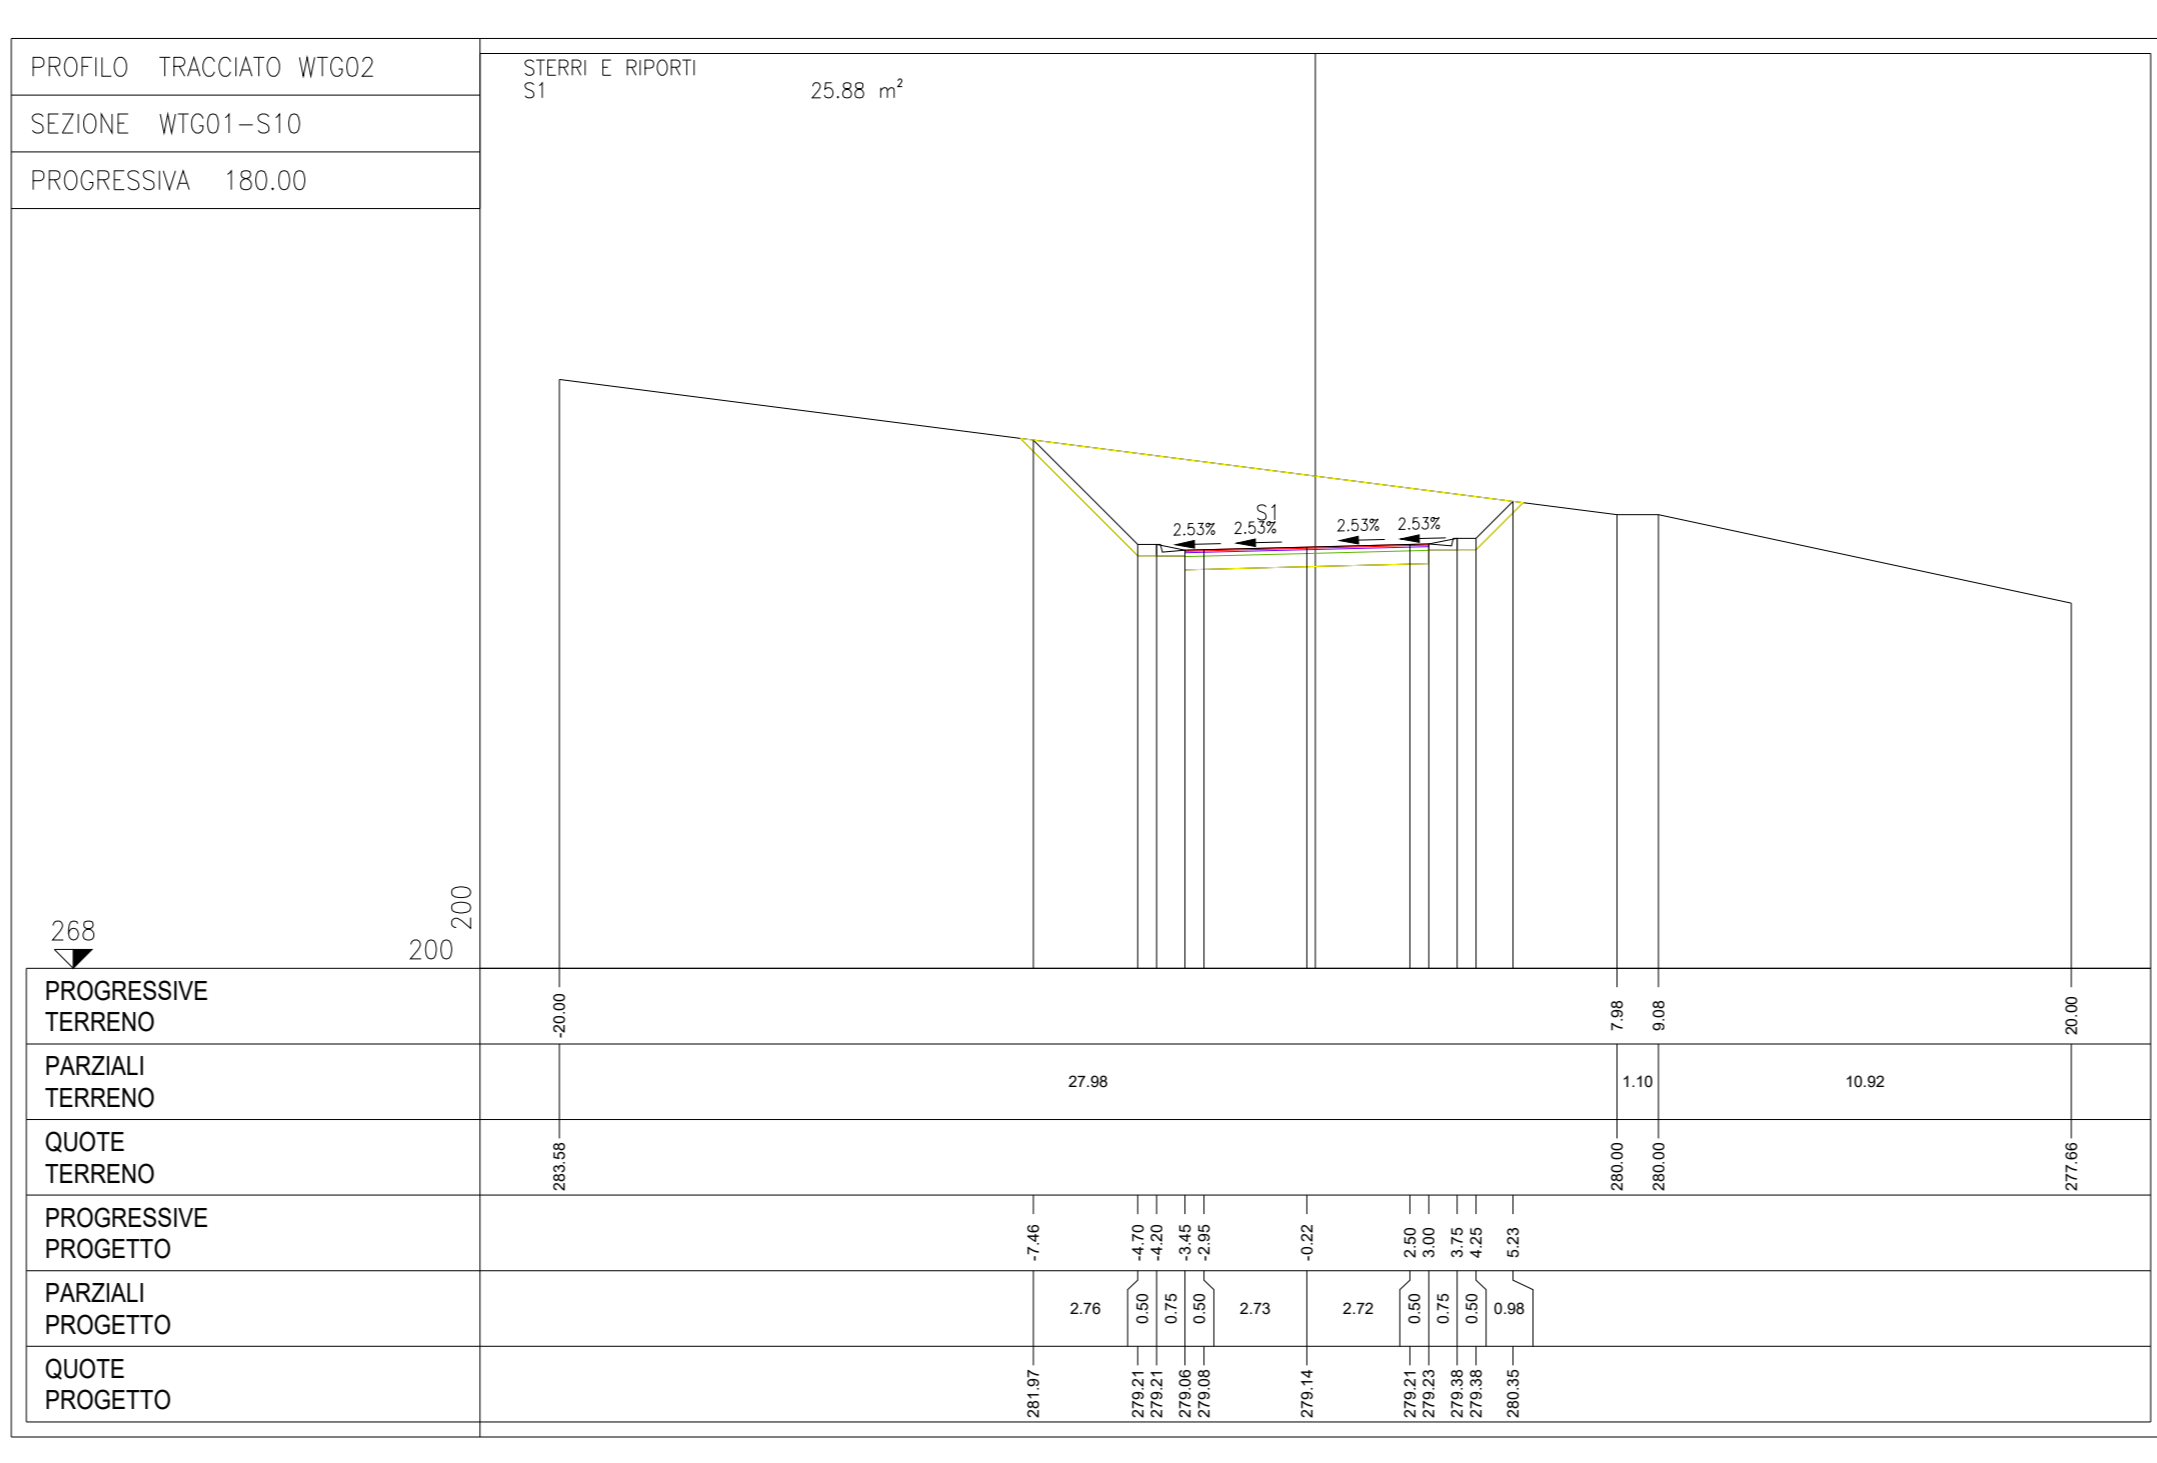 PROFILO TRACCIATO WTG02
SEZIONE WTG01-S10
PROGRESSIVA 180.00
STERRI E RIPORTI
S1 25.88 m²
S1
2.53% 2.53% 2.53% 2.53%
268
200
200
PROGRESSIVE
TERRENO
-20.00 7.98 9.08 20.00
PARZIALI
TERRENO
27.98 1.10 10.92
QUOTE
TERRENO
283.58 280.00 280.00 277.66
PROGRESSIVE
PROGETTO
-7.46 -4.70 -4.20 -3.45 -2.95 -0.22 2.50 3.00 3.75 4.25 5.23
PARZIALI
PROGETTO
2.76 0.50 0.75 0.50 2.73 2.72 0.50 0.75 0.50 0.98
QUOTE
PROGETTO
281.97 279.21 279.21 279.06 279.08 279.14 279.21 279.23 279.38 279.38 280.35